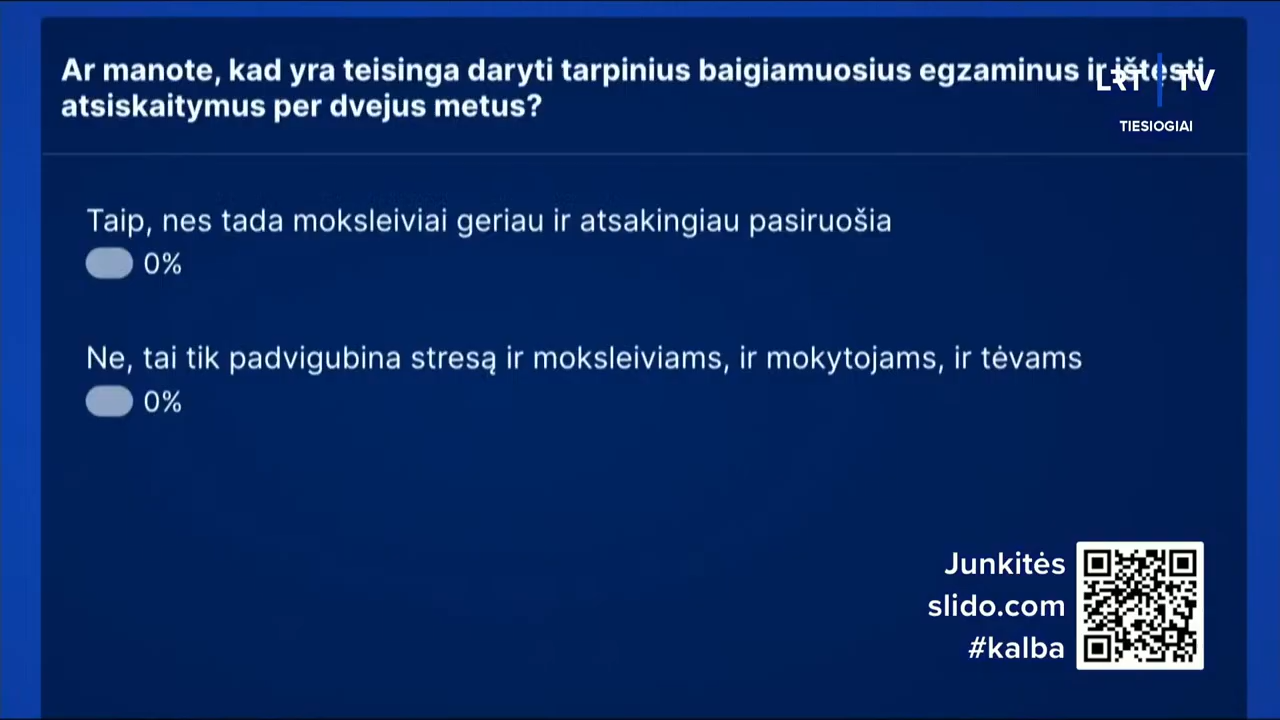 Ar manote, kad yra teisinga daryti tarpinius baigiamuosius egzaminus ir ištęsti
atsiskaitymus per dvejus metus?
LRT TV
TIESIOGIAI
Taip, nes tada moksleiviai geriau ir atsakingiau pasiruošia
0%
Ne, tai tik padvigubina stresą ir moksleiviams, ir mokytojams, ir tėvams
0%
Junkitės
slido.com
#kalba